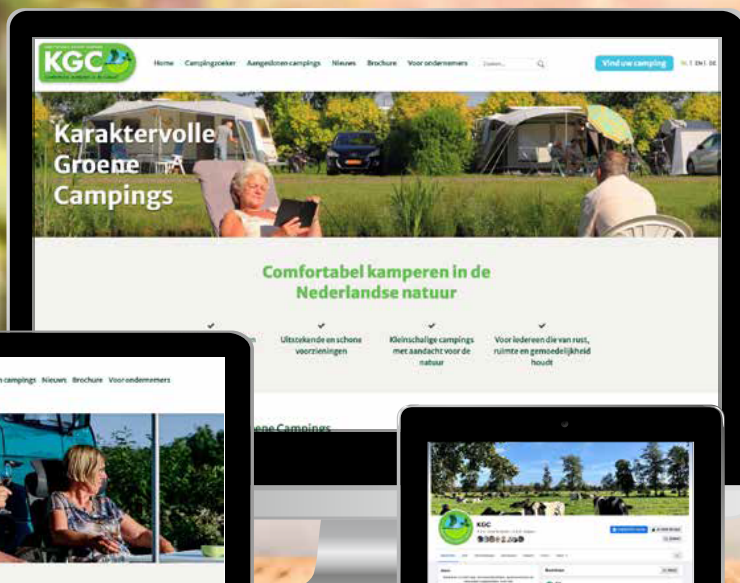 KGC
Home Campingzoeker Aangesloten campings Nieuws Brochure Voor ondernemers Zoeken... Vind uw camping NL | EN | DE
Karaktervolle
Groene
Campings
Comfortabel kamperen in de
Nederlandse natuur
Uitstekende en schone
voorzieningen
Kleinschalige campings
met aandacht voor de
natuur
Voor iedereen die van rust,
ruimte en gemoedelijkheid
houdt
ene Campings
n campings Nieuws Brochure Voor ondernemers
KGC